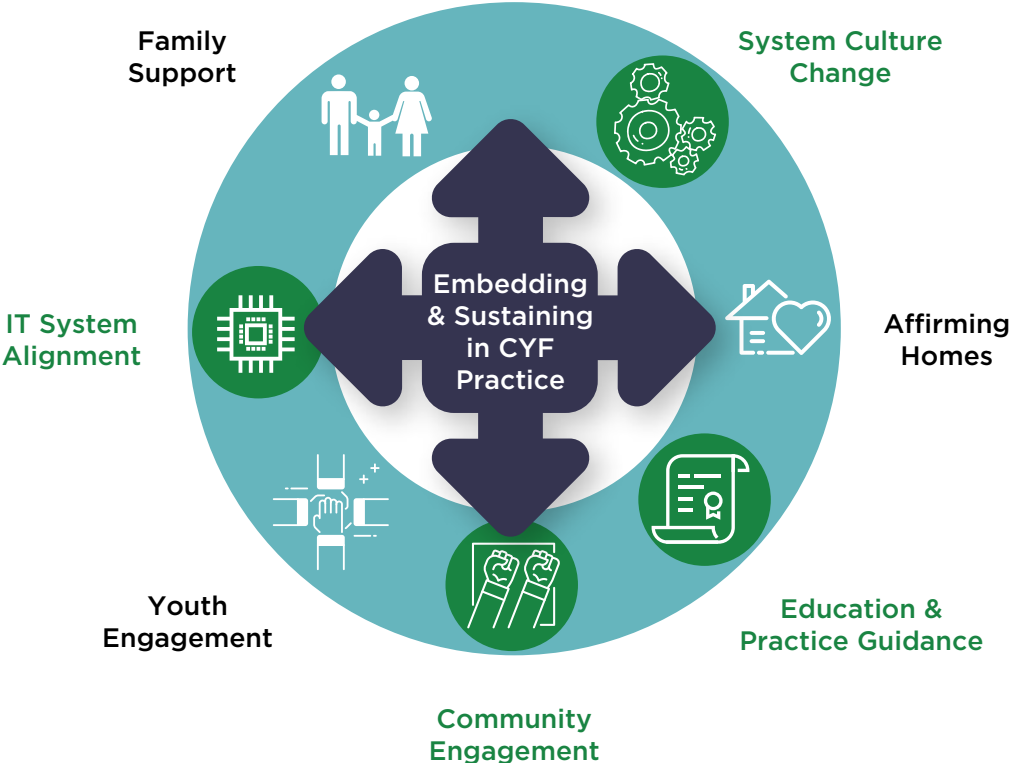 Family
Support
System Culture
Change
Embedding
& Sustaining
in CYF
Practice
IT System
Alignment
Affirming
Homes
Youth
Engagement
Education &
Practice Guidance
Community
Engagement